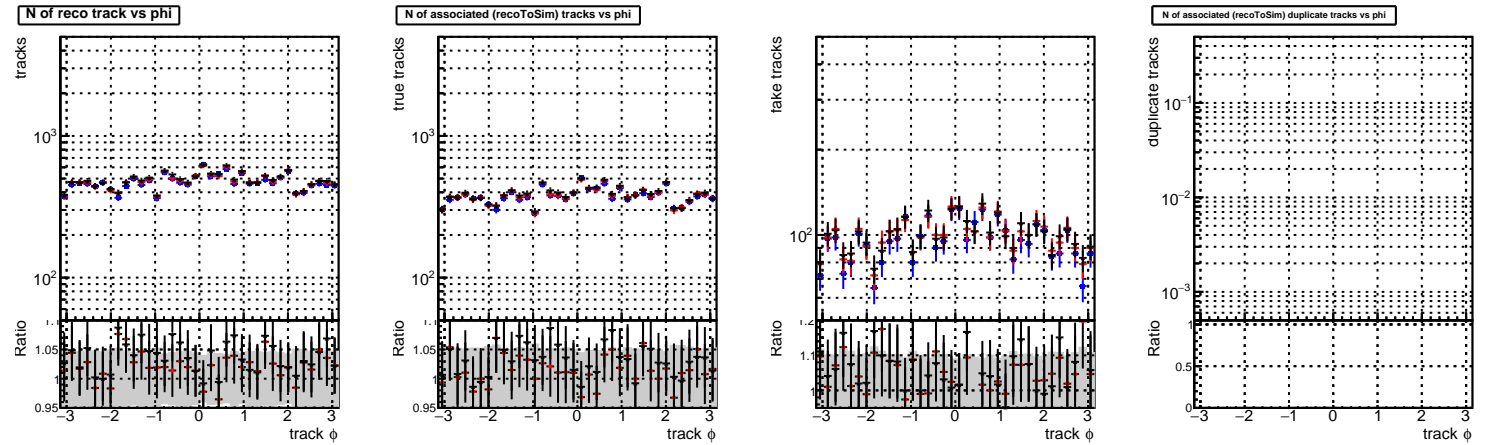 N of reco track vs phi
tracks
10³
10²
Ratio
1.05
1
0.95
−3 −2 −1 0 1 2 3
track ϕ
N of associated (recoToSim) tracks vs phi
true tracks
10³
10²
Ratio
1.05
1
0.95
−3 −2 −1 0 1 2 3
track ϕ
fake tracks
10²
Ratio
1.2
1.1
−3 −2 −1 0 1 2 3
track ϕ
N of associated (recoToSim) duplicate tracks vs phi
duplicate tracks
10⁻¹
10⁻²
10⁻³
Ratio
1
0.5
0
−3 −2 −1 0 1 2 3
track ϕ